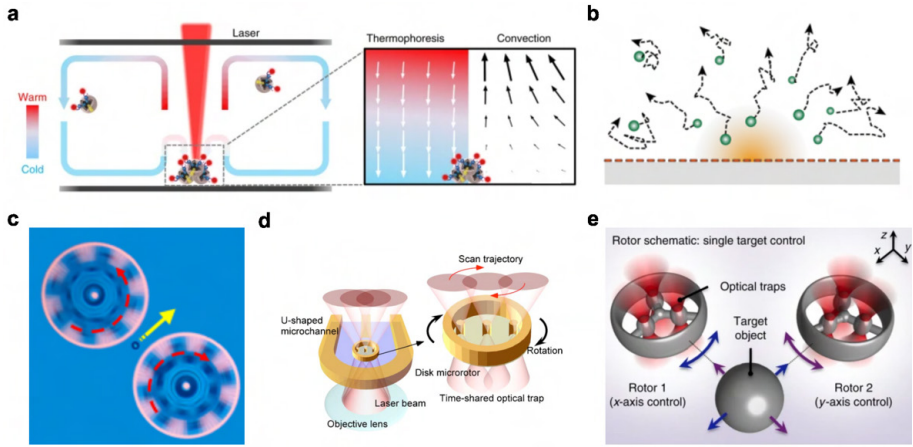 a
Laser
Warm
Cold
Thermophoresis
Convection
b
c
d
Scan trajectory
U-shaped
microchannel
Rotation
Disk microrotor
Laser beam
Time-shared optical trap
Objective lens
e
Rotor schematic: single target control
z
x
y
Optical traps
Target
object
Rotor 1
(x-axis control)
Rotor 2
(y-axis control)